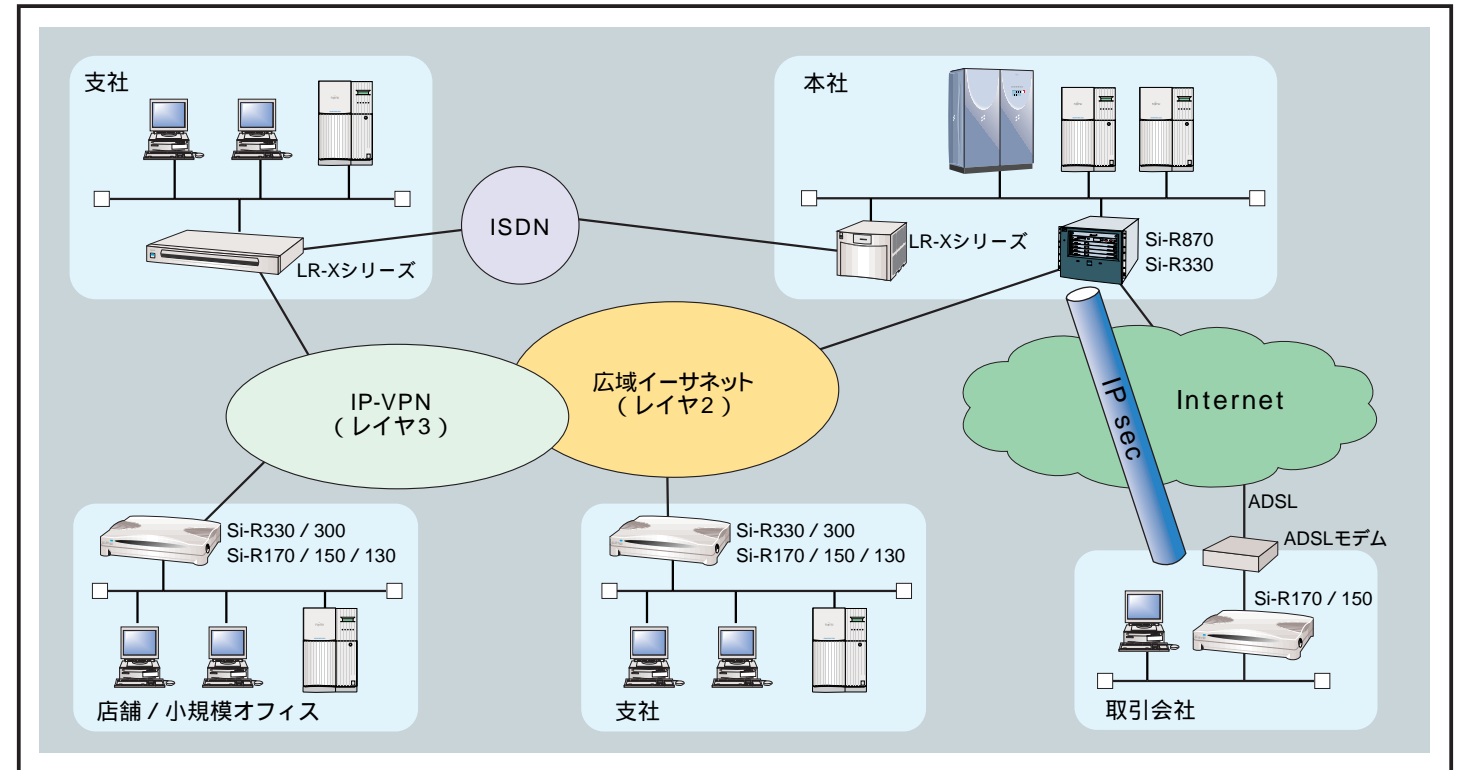 支社
LR-Xシリーズ
ISDN
本社
LR-Xシリーズ
Si-R870
Si-R330
IP-VPN
(レイヤ3)
広域イーサネット
(レイヤ2)
IP sec
Internet
ADSL
ADSLモデム
Si-R330 / 300
Si-R170 / 150 / 130
店舗 / 小規模オフィス
Si-R330 / 300
Si-R170 / 150 / 130
支社
Si-R170 / 150
取引会社